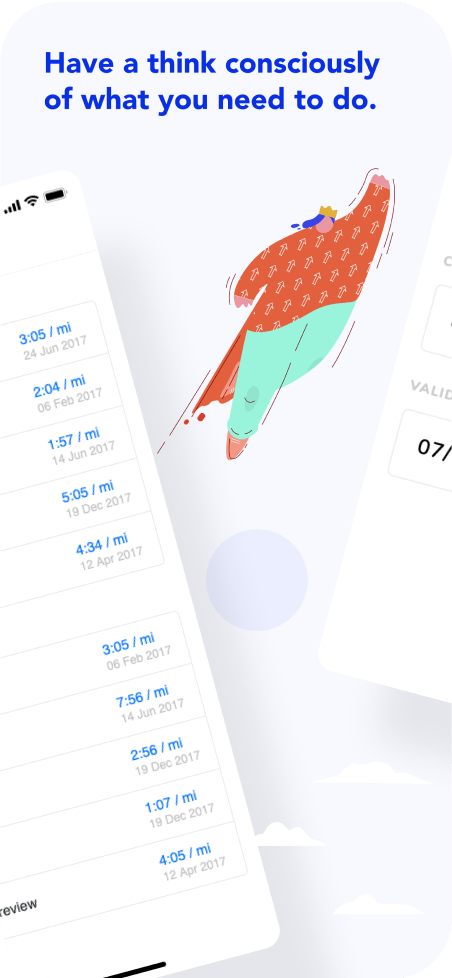 Have a think consciously
of what you need to do.
3:05 / mi
24 Jun 2017
2:04 / mi
06 Feb 2017
1:57 / mi
14 Jun 2017
5:05 / mi
19 Dec 2017
4:34 / mi
12 Apr 2017
3:05 / mi
06 Feb 2017
7:56 / mi
14 Jun 2017
2:56 / mi
19 Dec 2017
1:07 / mi
19 Dec 2017
4:05 / mi
12 Apr 2017
review
VALID
07/